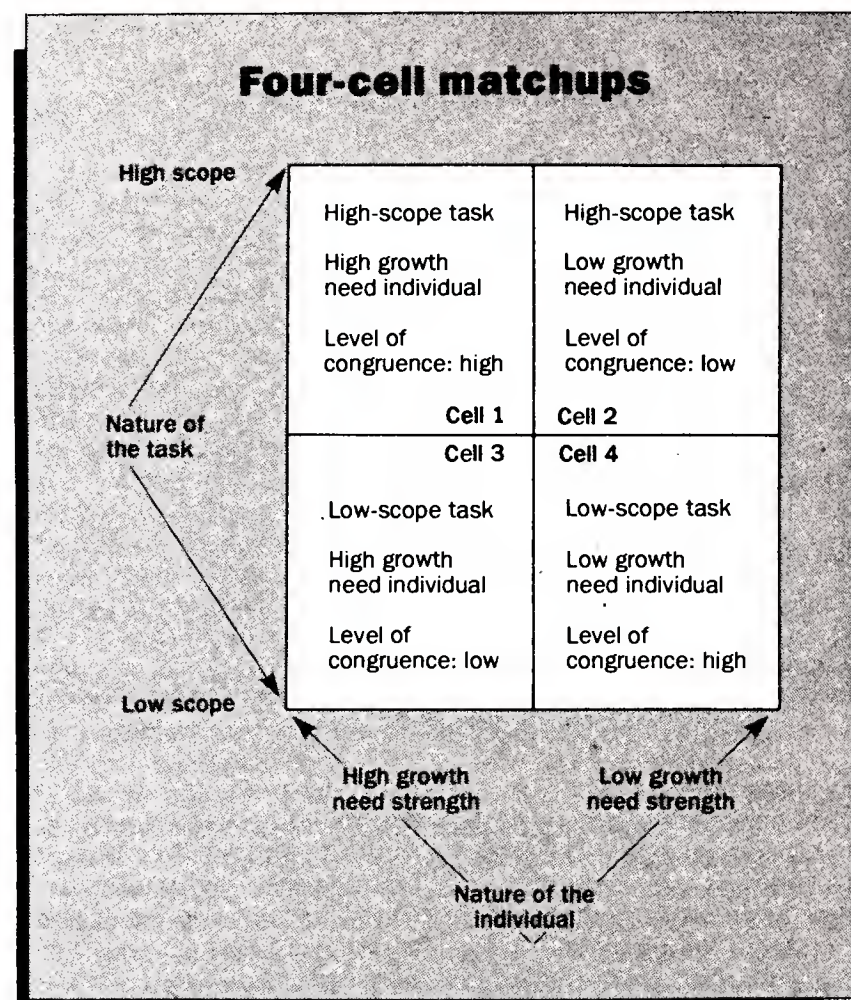 Four-cell matchups
High scope
High-scope task
High growth
need individual
Level of
congruence: high
Cell 1
High-scope task
Low growth
need individual
Level of
congruence: low
Cell 2
Nature of
the task
Cell 3
Low-scope task
High growth
need individual
Level of
congruence: low
Cell 4
Low-scope task
Low growth
need individual
Level of
congruence: high
Low scope
High growth
need strength
Low growth
need strength
Nature of the
individual